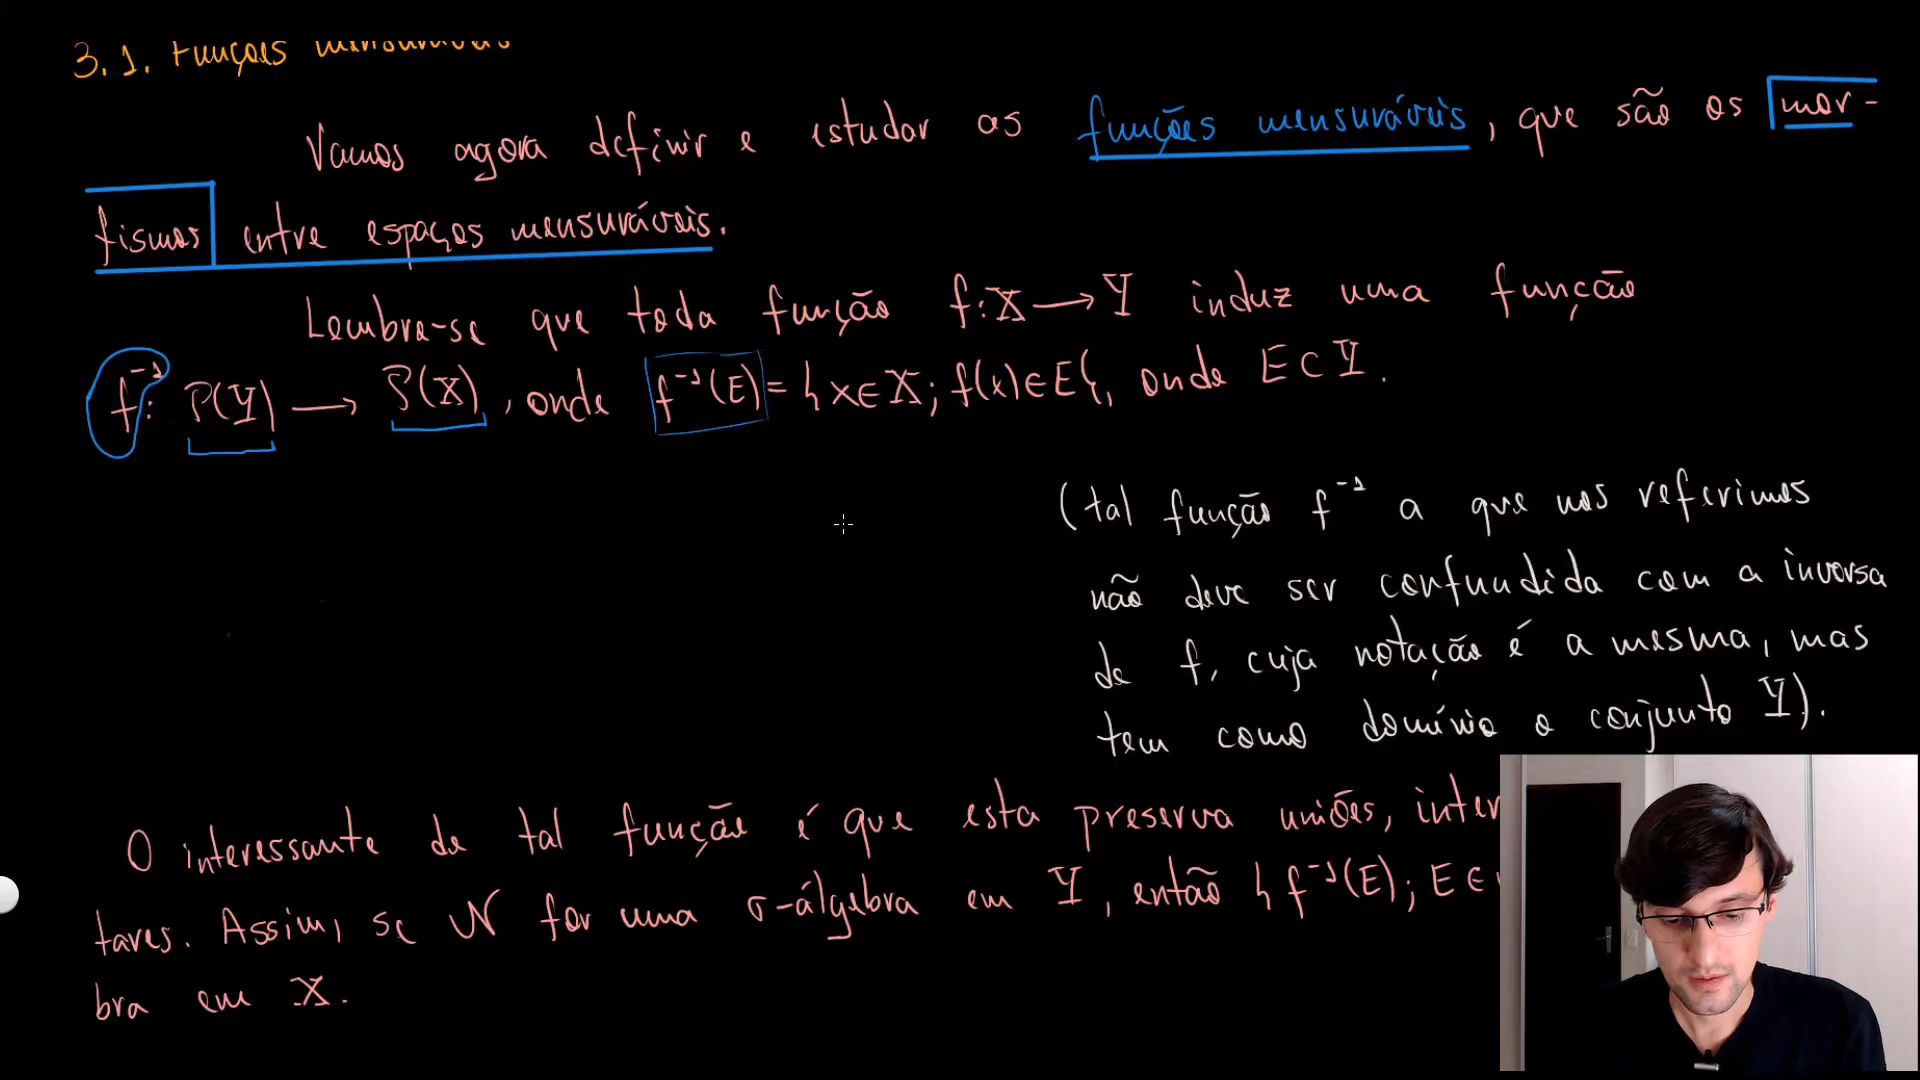 3.1. Funções mensuráveis
Vamos agora definir e estudar as funções mensuráveis, que são os mor-
fismos entre espaços mensuráveis.
Lembre-se que toda função f: X → Y induz uma função
f⁻¹: P(Y) → P(X), onde f⁻¹(E) = {x ∈ X; f(x) ∈ E}, onde E ⊂ Y.
(tal função f⁻¹ a que nos referimos
não deve ser confundida com a inversa
de f, cuja notação é a mesma, mas
tem como domínio o conjunto Y).
O interessante de tal função é que esta preserva uniões, inter
tares. Assim, se N for uma σ-álgebra em Y, então {f⁻¹(E); E ∈
bra em X.